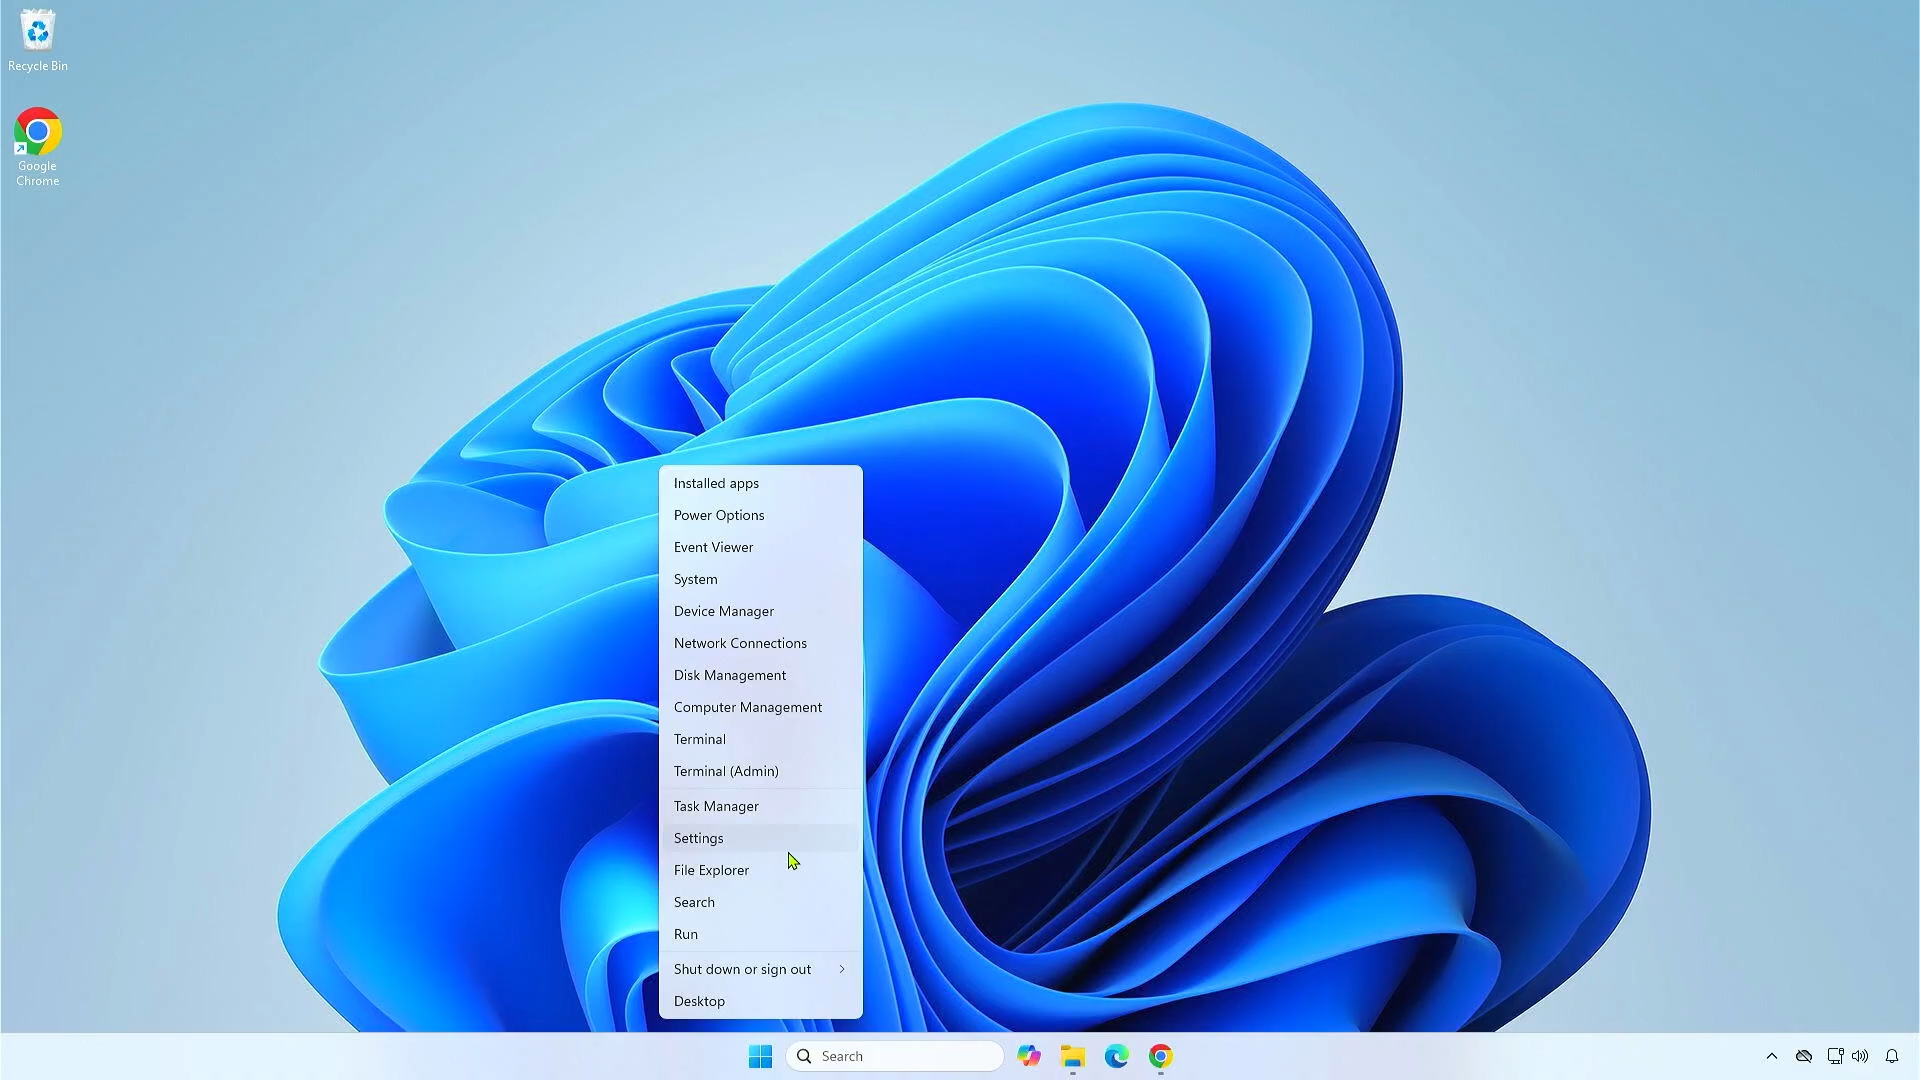 Recycle Bin
Google
Chrome
Installed apps
Power Options
Event Viewer
System
Device Manager
Network Connections
Disk Management
Computer Management
Terminal
Terminal (Admin)
Task Manager
Settings
File Explorer
Search
Run
Shut down or sign out
Desktop
Search